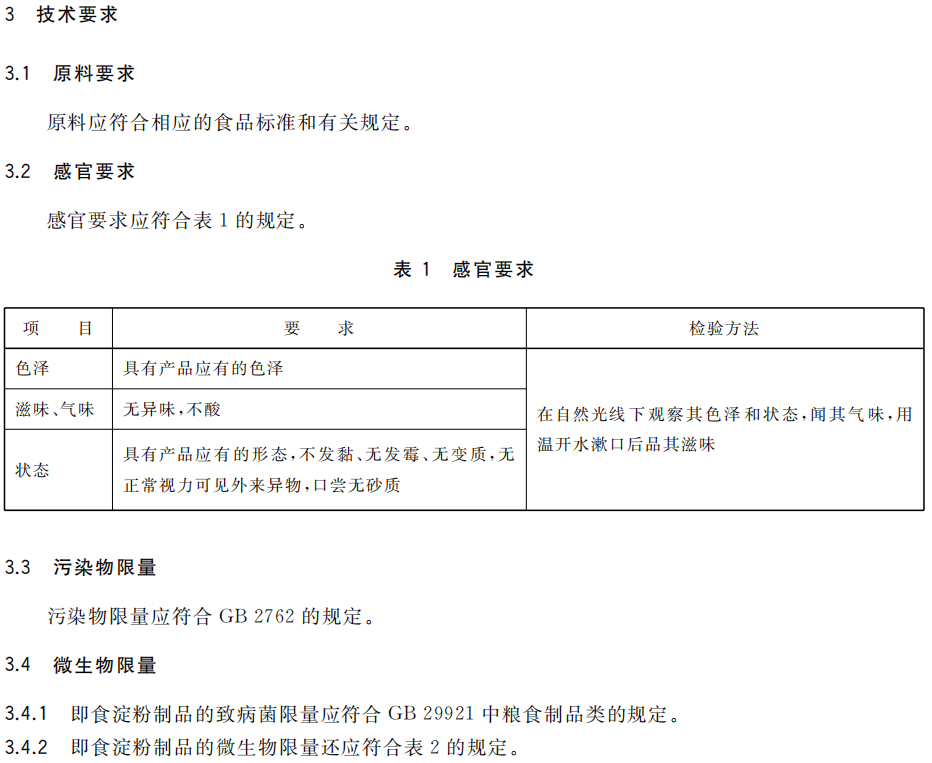 3 技术要求
3.1 原料要求
原料应符合相应的食品标准和有关规定。
3.2 感官要求
感官要求应符合表 1 的规定。
表 1 感官要求
项 目 要 求 检验方法
色泽 具有产品应有的色泽
滋味、气味 无异味,不酸
在自然光线下观察其色泽和状态,闻其气味,用
温开水漱口后品其滋味
状态
具有产品应有的形态,不发黏、无发霉、无变质,无
正常视力可见外来异物,口尝无砂质
3.3 污染物限量
污染物限量应符合 GB 2762 的规定。
3.4 微生物限量
3.4.1 即食淀粉制品的致病菌限量应符合 GB 29921 中粮食制品类的规定。
3.4.2 即食淀粉制品的微生物限量还应符合表 2 的规定。